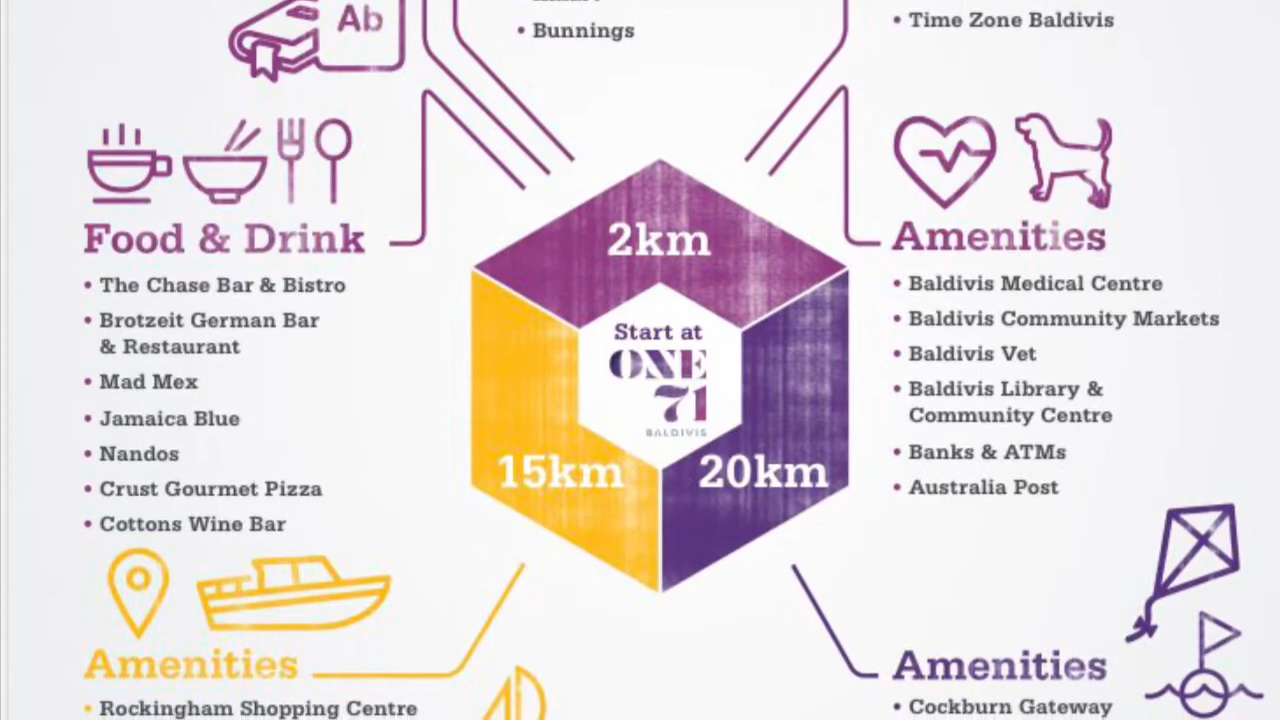 Ab
• Bunnings
• Time Zone Baldivis
Food & Drink
• The Chase Bar & Bistro
• Brotzeit German Bar
& Restaurant
• Mad Mex
• Jamaica Blue
• Nandos
• Crust Gourmet Pizza
• Cottons Wine Bar
2km
Start at
ONE
71
BALDIVIS
15km
20km
Amenities
• Baldivis Medical Centre
• Baldivis Community Markets
• Baldivis Vet
• Baldivis Library &
Community Centre
• Banks & ATMs
• Australia Post
Amenities
• Rockingham Shopping Centre
Amenities
• Cockburn Gateway